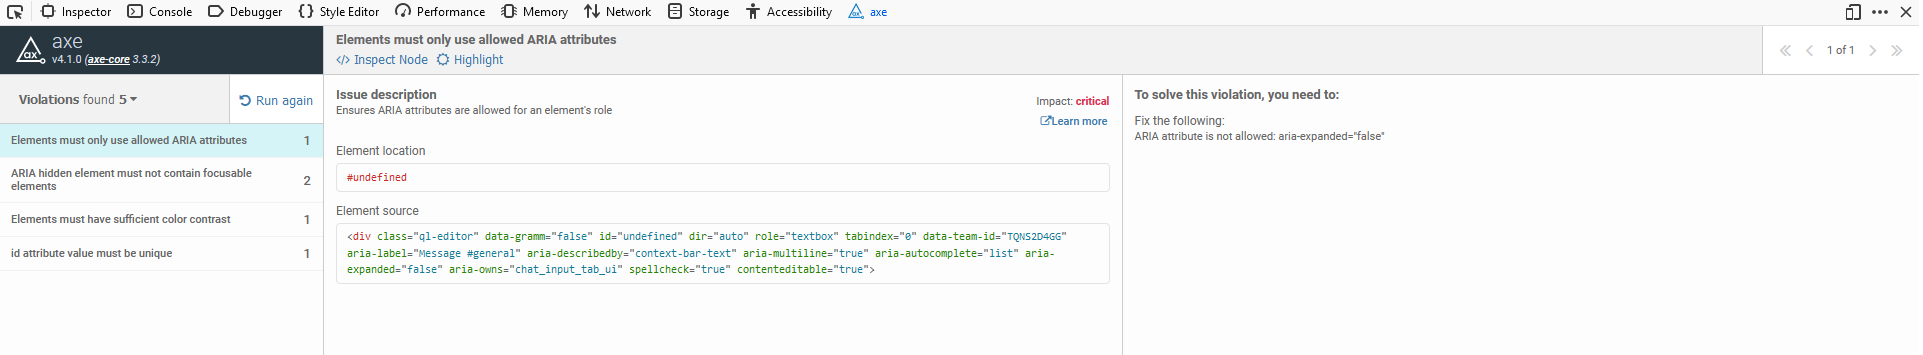 Inspector Console Debugger Style Editor Performance Memory Network Storage Accessibility axe
axe
v4.1.0 (axe-core 3.3.2)
Elements must only use allowed ARIA attributes
</> Inspect Node Highlight
1 of 1
Violations found 5
Run again
Elements must only use allowed ARIA attributes 1
ARIA hidden element must not contain focusable
elements 2
Elements must have sufficient color contrast 1
id attribute value must be unique 1
Issue description
Ensures ARIA attributes are allowed for an element's role
Impact: critical
Learn more
Element location
#undefined
Element source
<div class="ql-editor" data-gramm="false" id="undefined" dir="auto" role="textbox" tabindex="0" data-team-id="TQNS2D4GG"
aria-label="Message #general" aria-describedby="context-bar-text" aria-multiline="true" aria-autocomplete="list" aria-
expanded="false" aria-owns="chat_input_tab_ui" spellcheck="true" contenteditable="true">
To solve this violation, you need to:
Fix the following:
ARIA attribute is not allowed: aria-expanded="false"